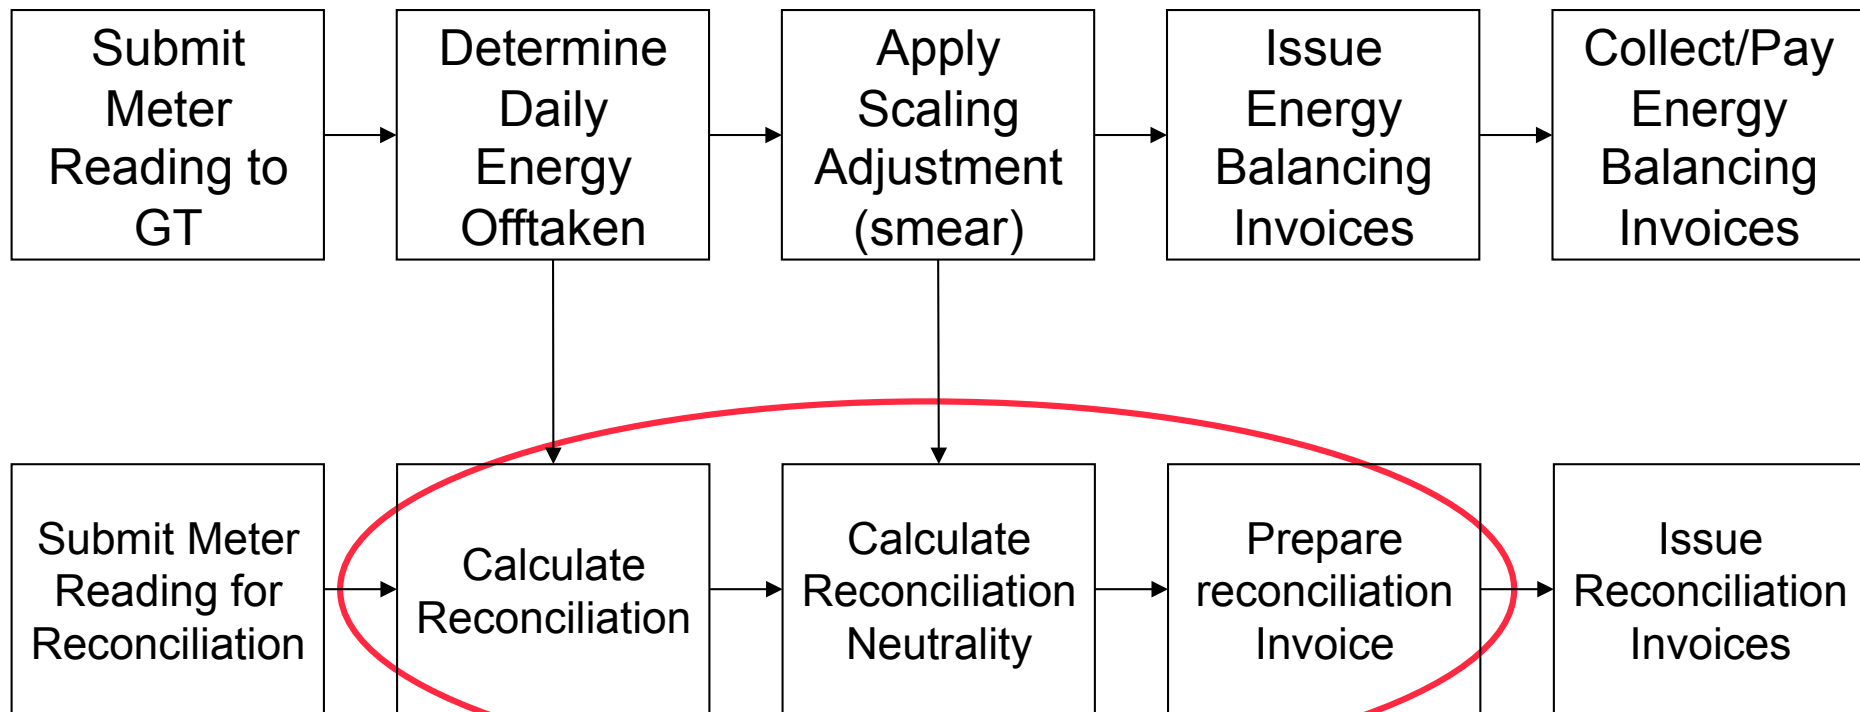 Submit
Meter
Reading to
GT
Determine
Daily
Energy
Offtaken
Apply
Scaling
Adjustment
(smear)
Issue
Energy
Balancing
Invoices
Collect/Pay
Energy
Balancing
Invoices
Submit Meter
Reading for
Reconciliation
Calculate
Reconciliation
Calculate
Reconciliation
Neutrality
Prepare
reconciliation
Invoice
Issue
Reconciliation
Invoices